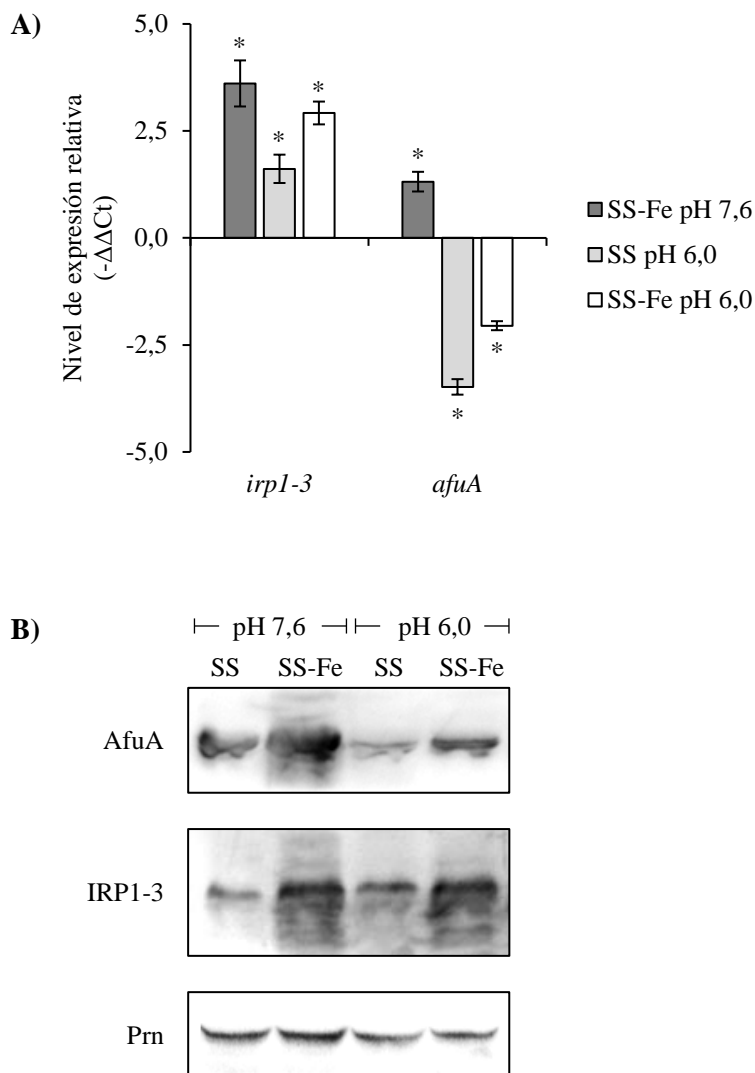 A)
Nivel de expresión relativa
(-ΔΔCt)
5,0
2,5
0,0
-2,5
-5,0
* * * *
* *
irp1-3 afuA
SS-Fe pH 7,6
SS pH 6,0
SS-Fe pH 6,0
B)
pH 7,6 pH 6,0
SS SS-Fe SS SS-Fe
AfuA
IRP1-3
Prn